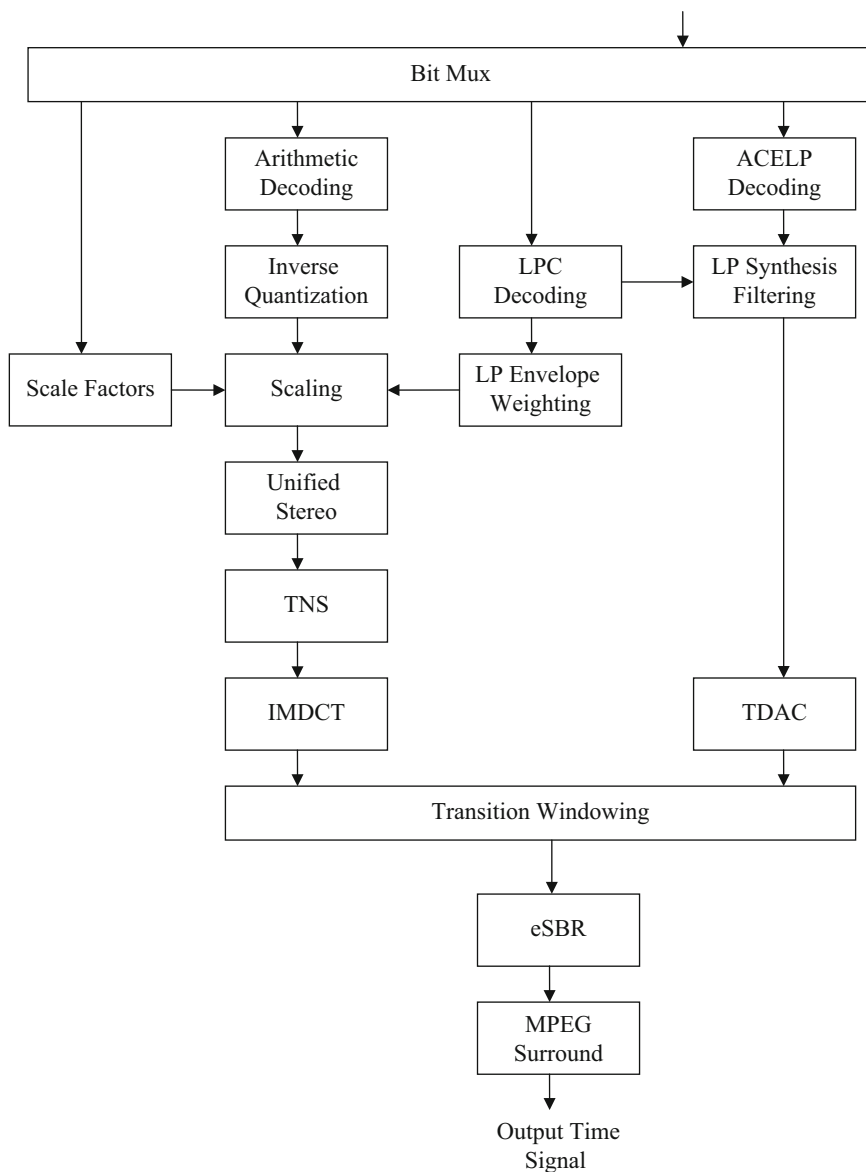 Bit Mux
Arithmetic
Decoding
ACELP
Decoding
Inverse
Quantization
LPC
Decoding
LP Synthesis
Filtering
Scale Factors
Scaling
LP Envelope
Weighting
Unified
Stereo
TNS
IMDCT
TDAC
Transition Windowing
eSBR
MPEG
Surround
Output Time
Signal